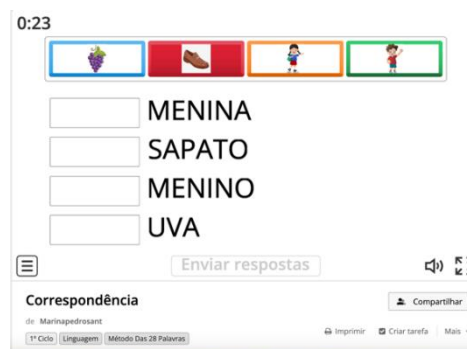 0:23
MENINA
SAPATO
MENINO
UVA
Enviar respostas
Correspondência
Compartilhar
de Marinapedrosant
1º Ciclo Linguagem Método Das 28 Palavras
Imprimir Criar tarefa Mais